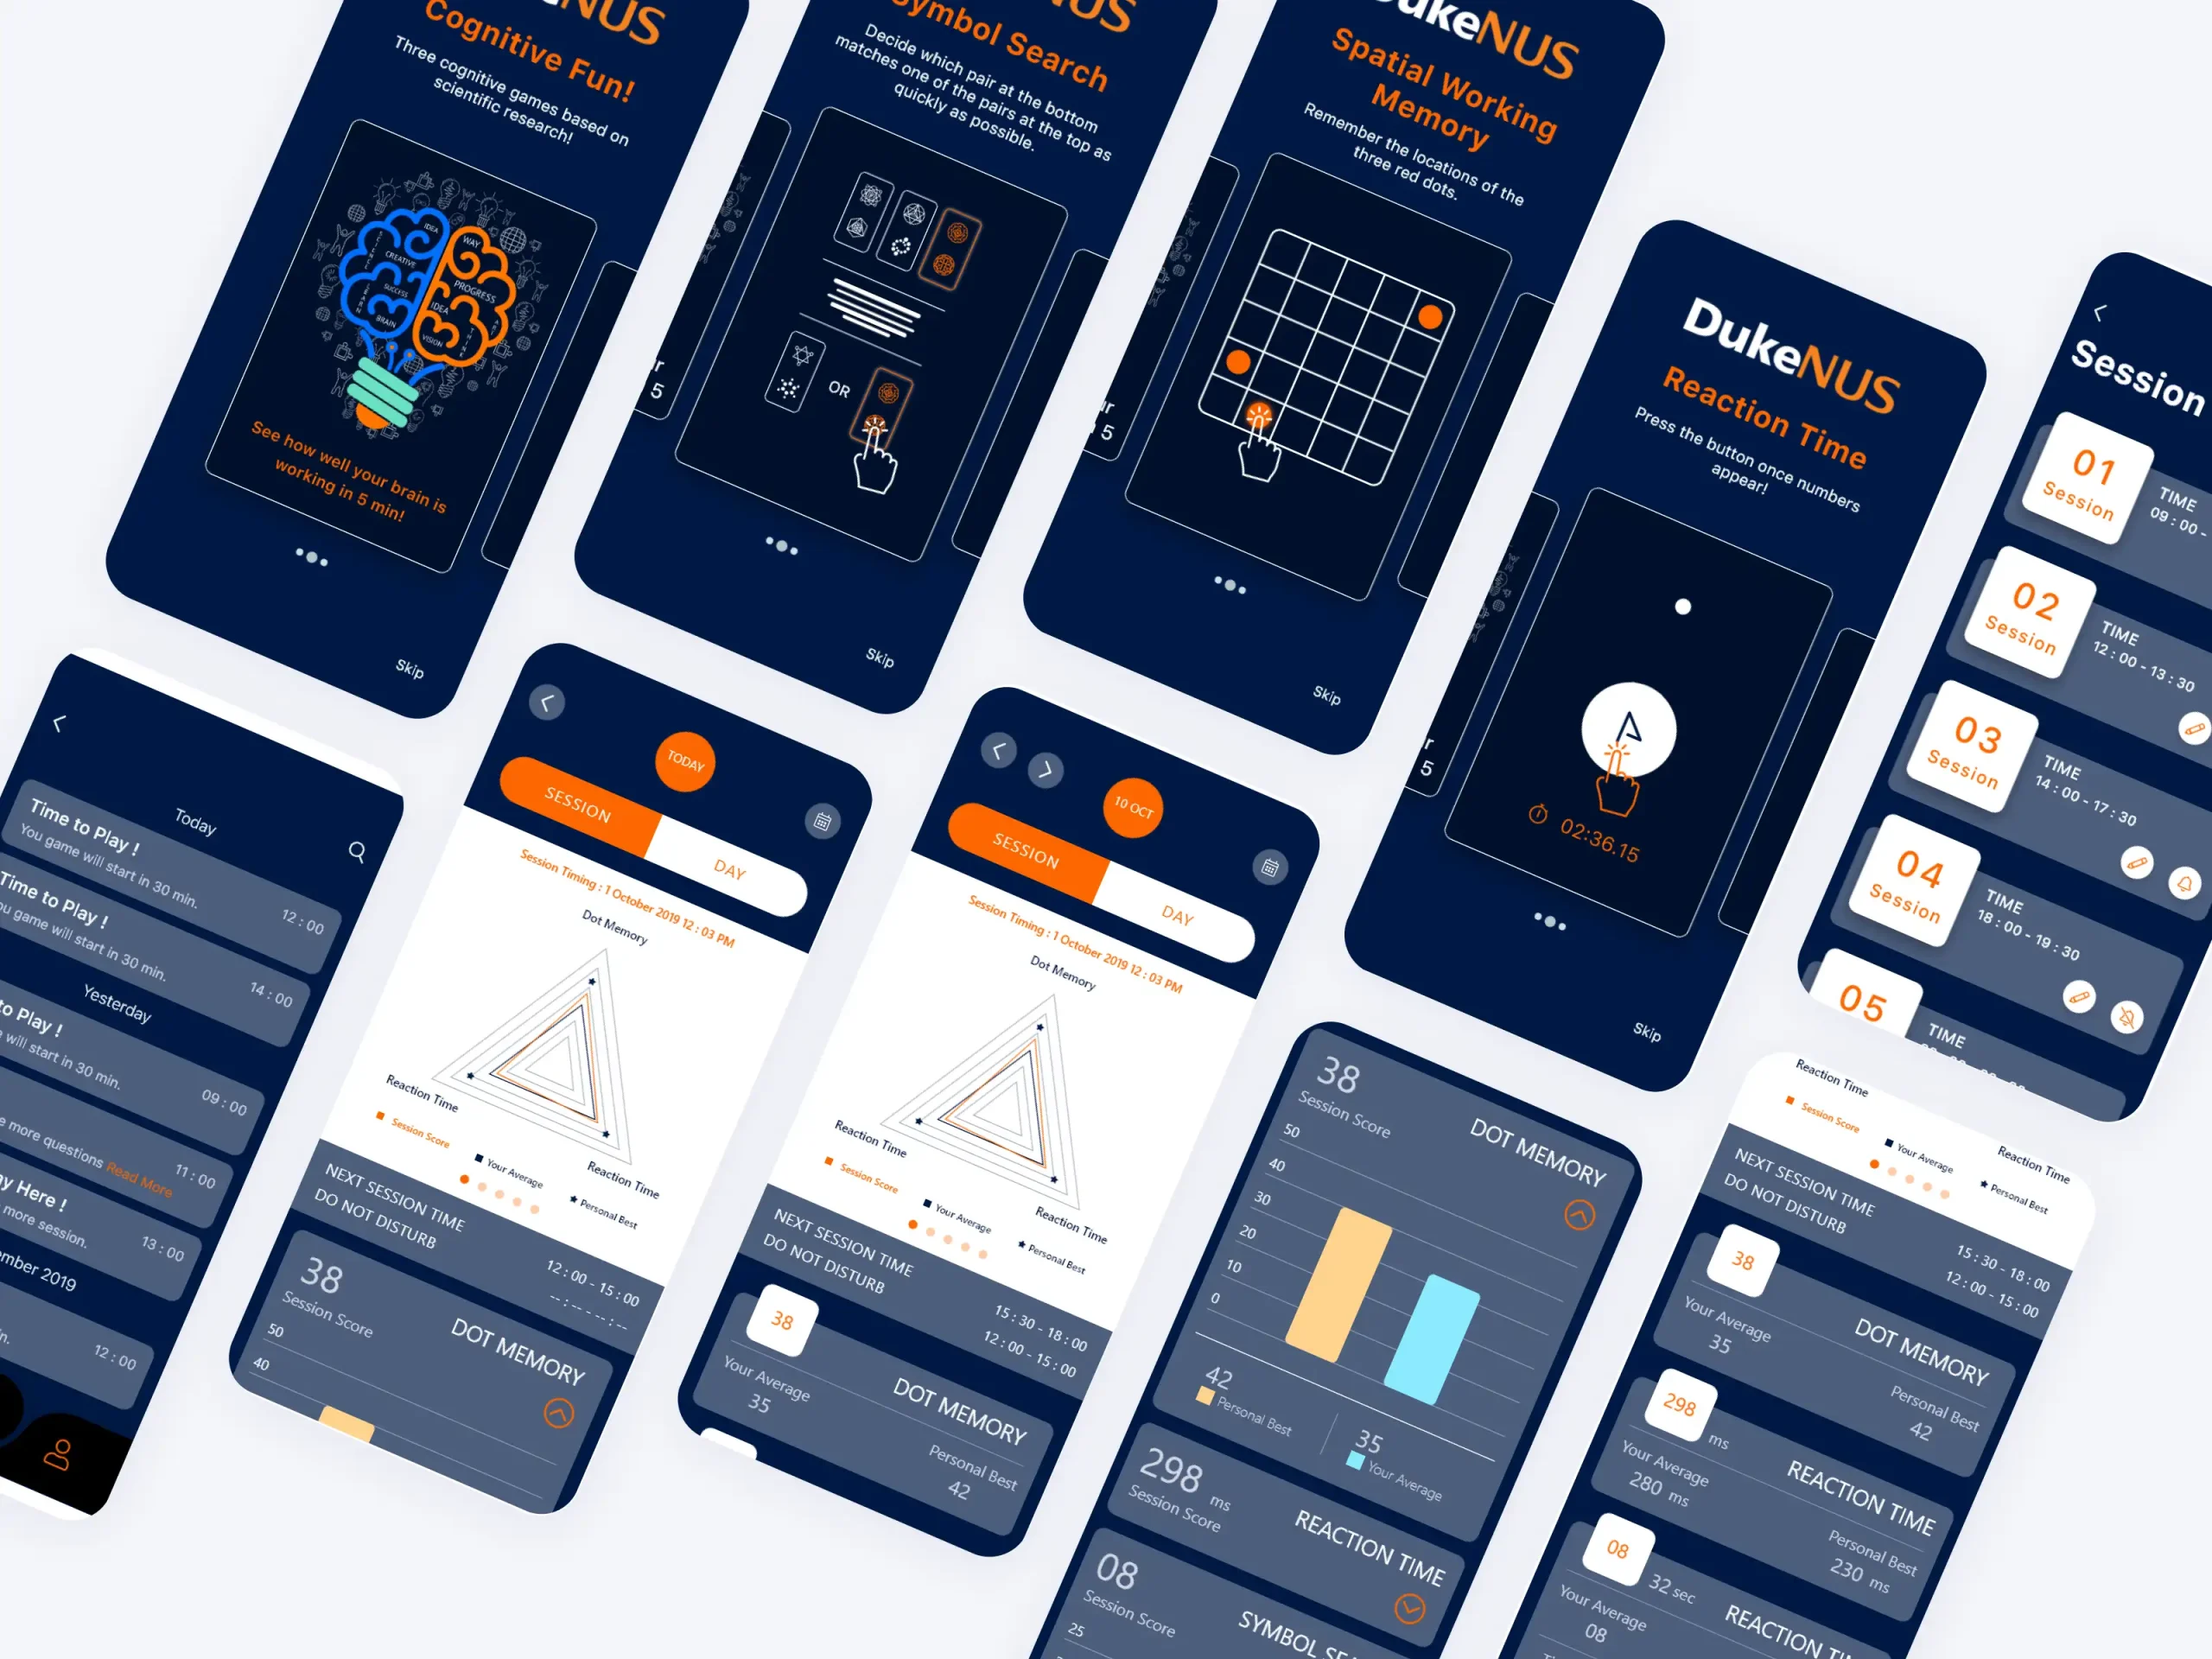 NUS
Cognitive Fun!
Three cognitive games based on
scientific research!
IDEA
WAY
CREATIVE
PROGRESS
SUCCESS
IDEA
BRAIN
VISION
THINK
See how well your brain is
working in 5 min!
Skip
Symbol Search
Decide which pair at the bottom
matches one of the pairs at the top as
quickly as possible.
OR
5
Skip
DukeNUS
Spatial Working
Memory
Remember the locations of the
three red dots.
5
Skip
DukeNUS
Reaction Time
Press the button once numbers
appear!
02:36.15
5
Skip
Session
01
Session
TIME
09 : 00 -
02
Session
TIME
12 : 00 - 13 : 30
03
Session
TIME
14 : 00 - 17 : 30
04
Session
TIME
18 : 00 - 19 : 30
05
TIME
Today
Time to Play !
You game will start in 30 min.
12 : 00
Time to Play !
ou game will start in 30 min.
14 : 00
Yesterday
to Play !
e will start in 30 min.
09 : 00
e more questions Read More
11 : 00
y Here !
more session.
13 : 00
mber 2019
in.
12 : 00
TODAY
SESSION
DAY
Session Timing : 1 October 2019 12 : 03 PM
Dot Memory
Reaction Time
Reaction Time
Session Score
Your Average
Personal Best
NEXT SESSION TIME
12 : 00 - 15 : 00
DO NOT DISTURB
-- : -- - -- : --
38
Session Score
DOT MEMORY
50
40
10 OCT
SESSION
DAY
Session Timing : 1 October 2019 12 : 03 PM
Dot Memory
Reaction Time
Reaction Time
Session Score
Your Average
Personal Best
NEXT SESSION TIME
15 : 30 - 18 : 00
DO NOT DISTURB
12 : 00 - 15 : 00
38
DOT MEMORY
Your Average
35
Personal Best
42
38
Session Score
DOT MEMORY
50
40
30
20
10
0
42
Personal Best
35
Your Average
298 ms
Session Score
REACTION TIME
08
Session Score
SYMBOL SEA
25
Reaction Time
Reaction Time
Session Score
Your Average
Personal Best
NEXT SESSION TIME
15 : 30 - 18 : 00
DO NOT DISTURB
12 : 00 - 15 : 00
38
DOT MEMORY
Your Average
35
Personal Best
42
298 ms
REACTION TIME
Your Average
280 ms
Personal Best
230 ms
08
32 sec
REACTION TI
Your Average
08